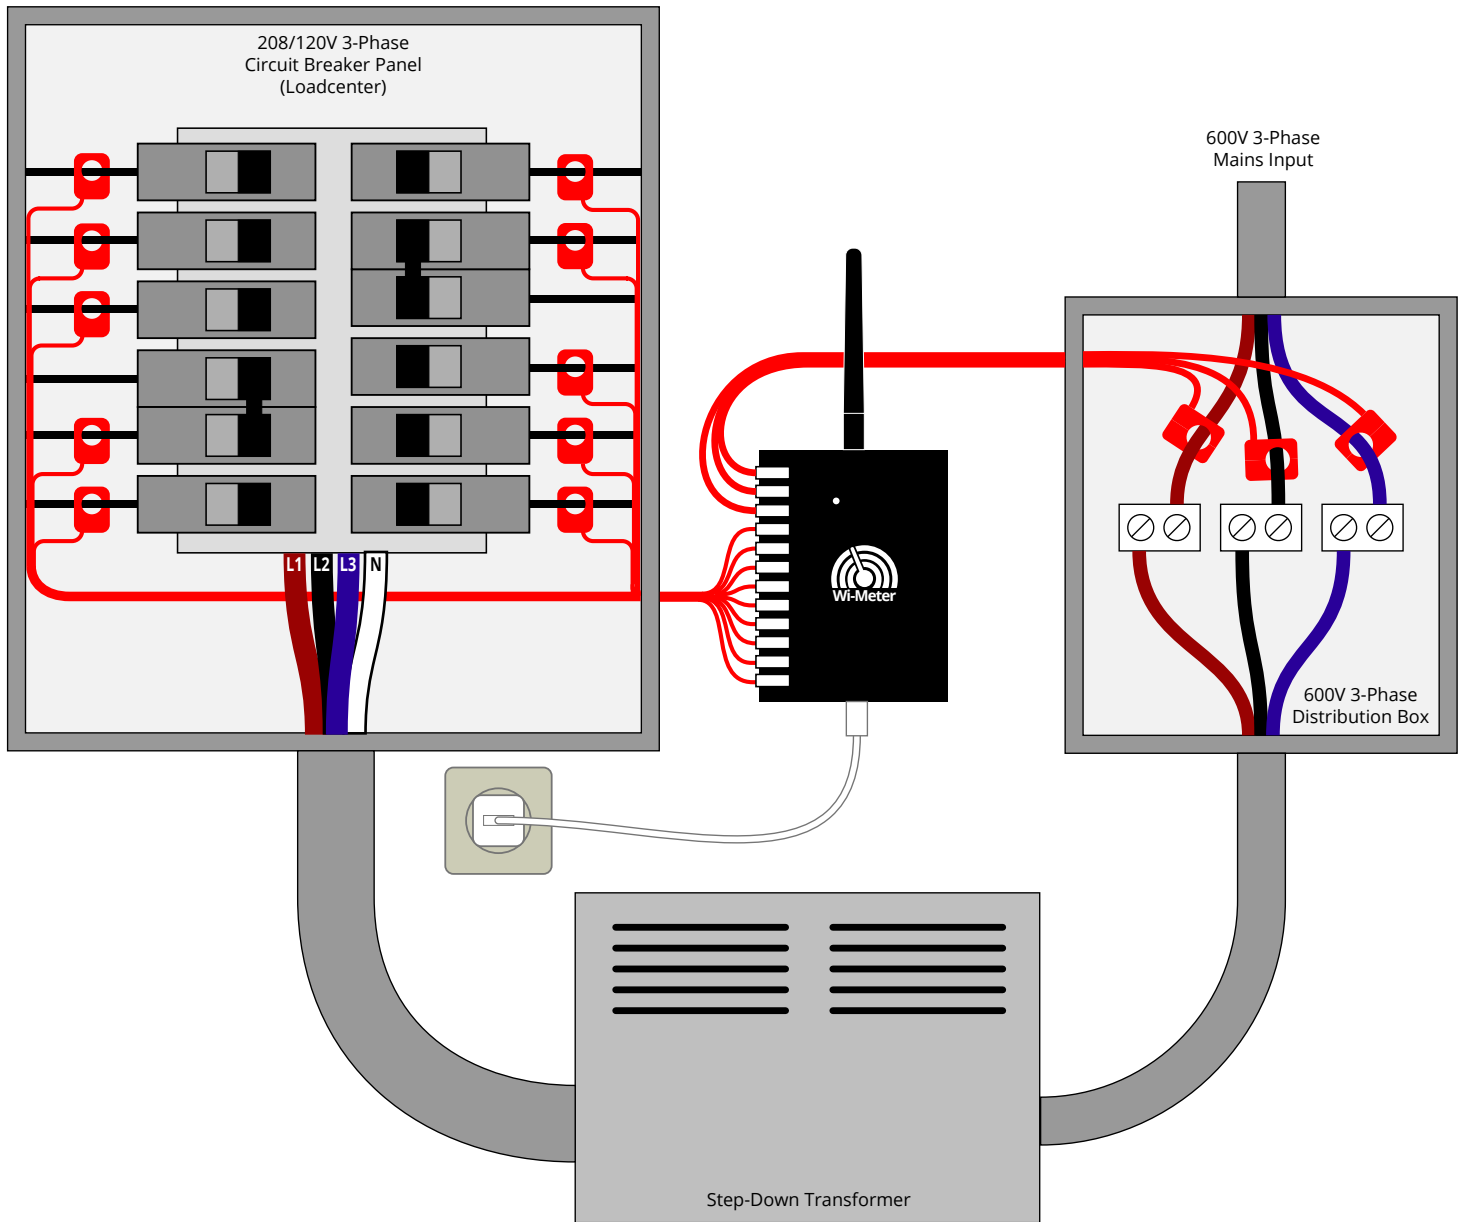 208/120V 3-Phase
Circuit Breaker Panel
(Loadcenter)
600V 3-Phase
Mains Input
L1 L2 L3 N
Wi-Meter
600V 3-Phase
Distribution Box
Step-Down Transformer